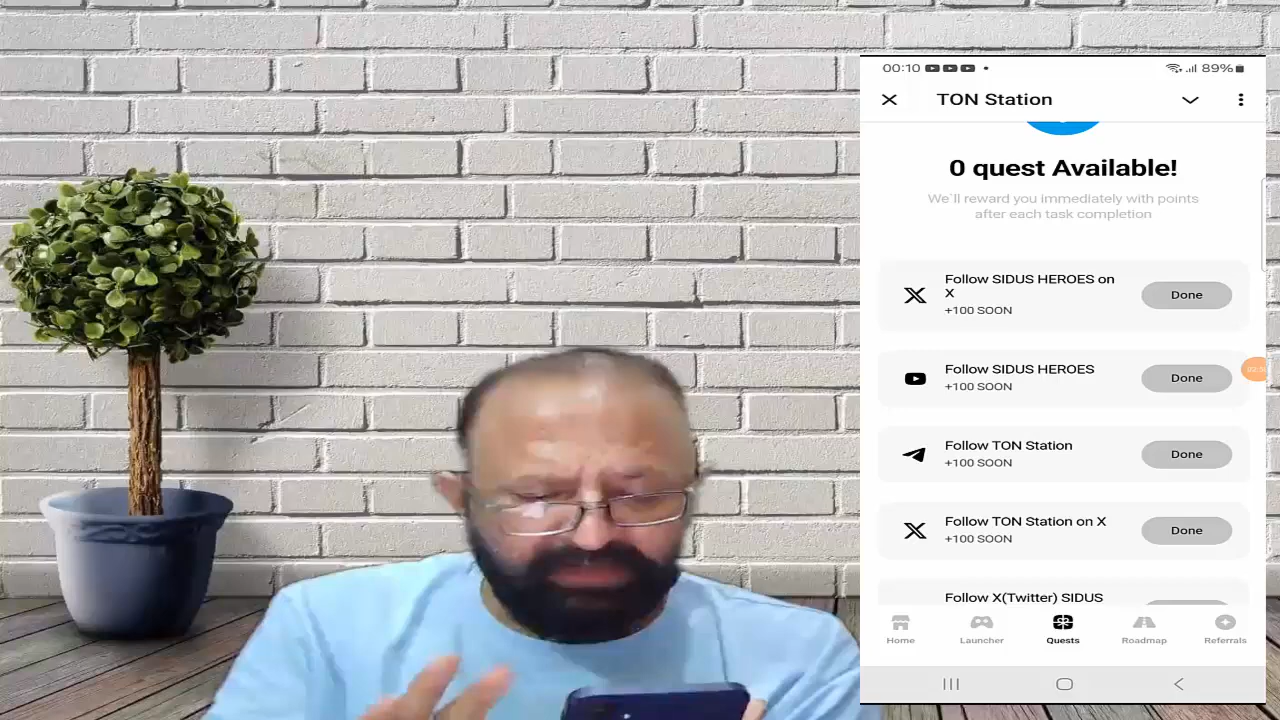 00:10
89%
TON Station
0 quest Available!
We`ll reward you immediately with points
after each task completion
Follow SIDUS HEROES on
X
+100 SOON
Done
Follow SIDUS HEROES
+100 SOON
Done
Follow TON Station
+100 SOON
Done
Follow TON Station on X
+100 SOON
Done
Follow X(Twitter) SIDUS
Home
Launcher
Quests
Roadmap
Referrals